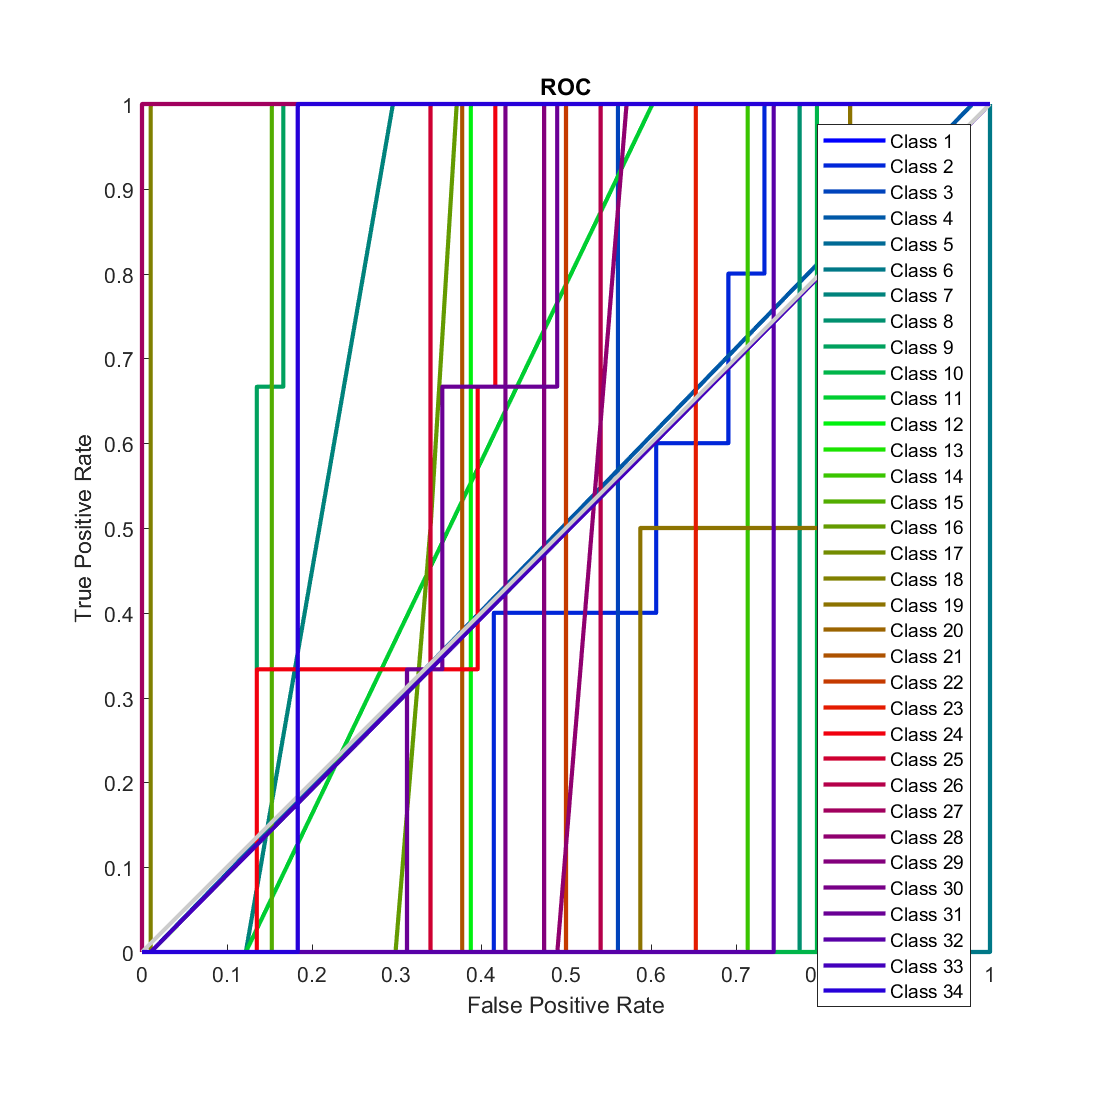 ROC
1
0.9
0.8
0.7
0.6
0.5
0.4
0.3
0.2
0.1
0
True Positive Rate
Class 1
Class 2
Class 3
Class 4
Class 5
Class 6
Class 7
Class 8
Class 9
Class 10
Class 11
Class 12
Class 13
Class 14
Class 15
Class 16
Class 17
Class 18
Class 19
Class 20
Class 21
Class 22
Class 23
Class 24
Class 25
Class 26
Class 27
Class 28
Class 29
Class 30
Class 31
Class 32
Class 33
Class 34
0 0.1 0.2 0.3 0.4 0.5 0.6 0.7 1
False Positive Rate